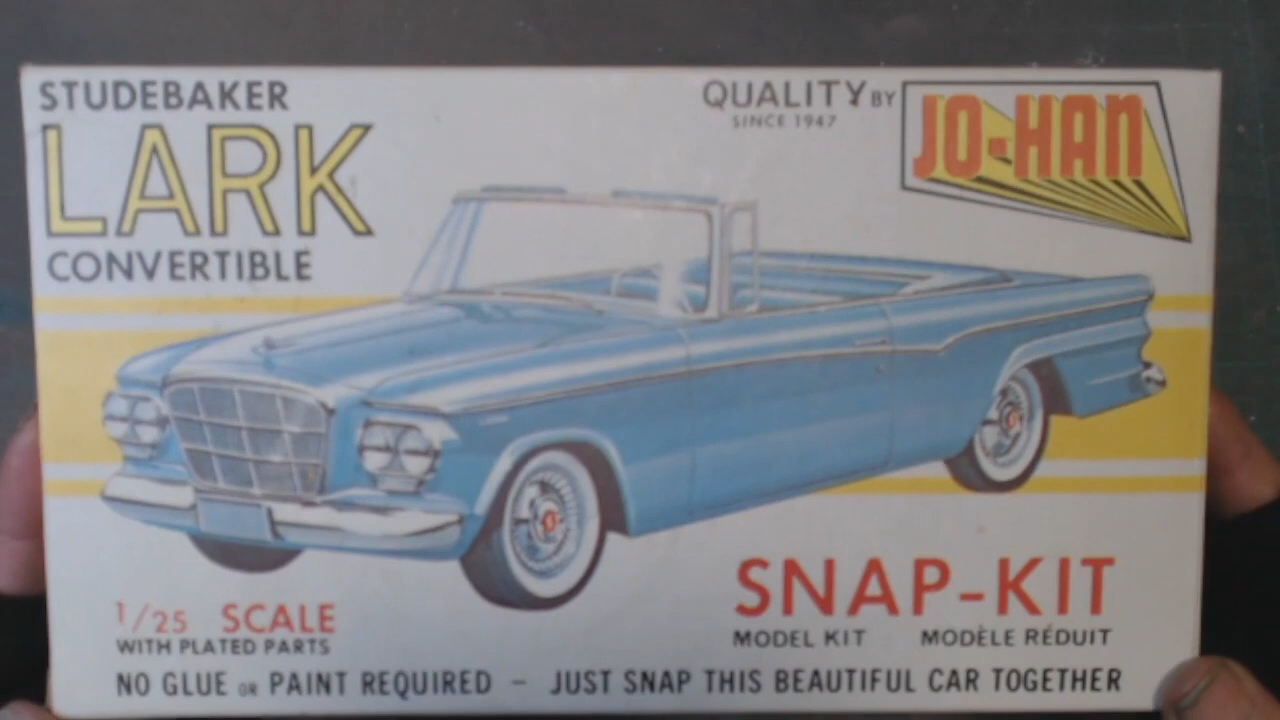 STUDEBAKER
LARK
CONVERTIBLE
QUALITY BY
SINCE 1947
JO-HAN
1/25 SCALE
WITH PLATED PARTS
SNAP-KIT
MODEL KIT MODÈLE RÉDUIT
NO GLUE OR PAINT REQUIRED – JUST SNAP THIS BEAUTIFUL CAR TOGETHER